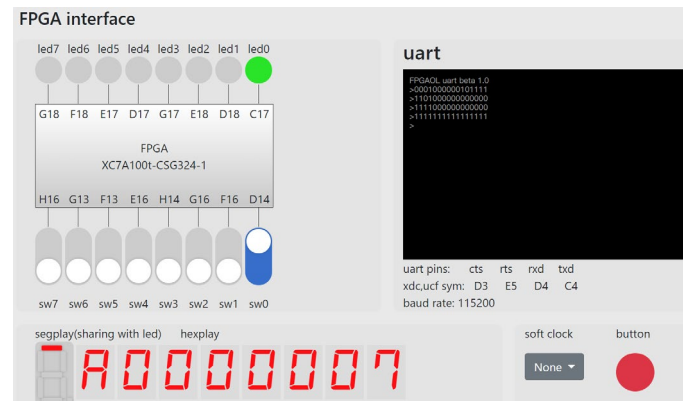 FPGA interface
led7 led6 led5 led4 led3 led2 led1 led0
G18 F18 E17 D17 G17 E18 D18 C17
FPGA
XC7A100t-CSG324-1
H16 G13 F13 E16 H14 G16 F16 D14
sw7 sw6 sw5 sw4 sw3 sw2 sw1 sw0
uart
FPGAOL uart beta 1.0
>0001000000101111
>1101000000000000
>1111000000000000
>1111111111111111
>
uart pins: cts rts rxd txd
xdc,ucf sym: D3 E5 D4 C4
baud rate: 115200
segplay(sharing with led) hexplay
A0000007
soft clock button
None